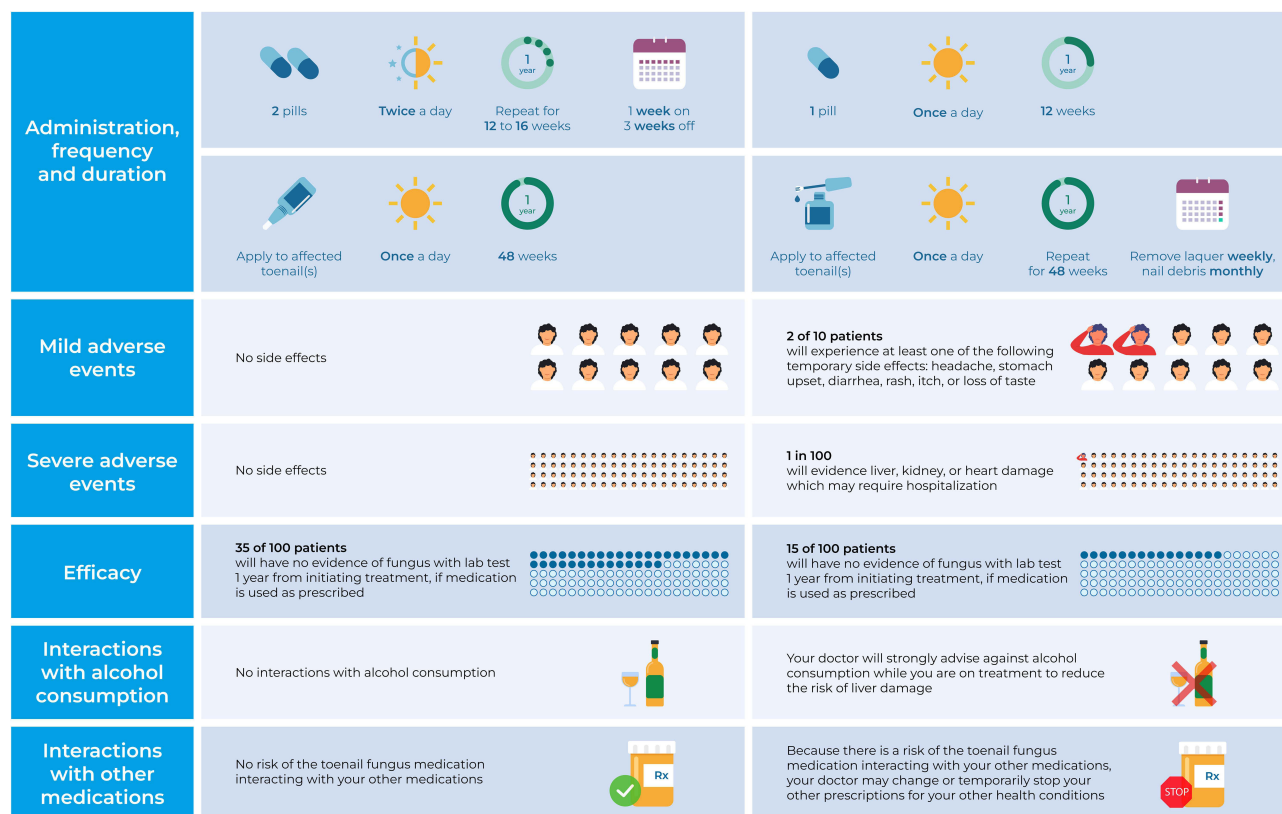 Administration,
frequency
and duration
1
year
2 pills
Twice a day
Repeat for
12 to 16 weeks
1 week on
3 weeks off
1
year
1 pill
Once a day
12 weeks
1
year
Apply to affected
toenail(s)
Once a day
48 weeks
1
year
Apply to affected
toenail(s)
Once a day
Repeat
for 48 weeks
Remove laquer weekly,
nail debris monthly
Mild adverse
events
No side effects
2 of 10 patients
will experience at least one of the following
temporary side effects: headache, stomach
upset, diarrhea, rash, itch, or loss of taste
Severe adverse
events
No side effects
1 in 100
will evidence liver, kidney, or heart damage
which may require hospitalization
Efficacy
35 of 100 patients
will have no evidence of fungus with lab test
1 year from initiating treatment, if medication
is used as prescribed
15 of 100 patients
will have no evidence of fungus with lab test
1 year from initiating treatment, if medication
is used as prescribed
Interactions
with alcohol
consumption
No interactions with alcohol consumption
Your doctor will strongly advise against alcohol
consumption while you are on treatment to reduce
the risk of liver damage
Interactions
with other
medications
No risk of the toenail fungus medication
interacting with your other medications
Rx
Because there is a risk of the toenail fungus
medication interacting with your other medications,
your doctor may change or temporarily stop your
other prescriptions for your other health conditions
Rx
STOP